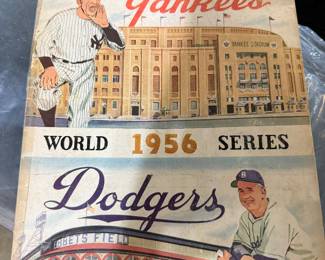 Yankees
YANKEE STADIUM
WORLD 1956 SERIES
Dodgers
EBBETS FIELD